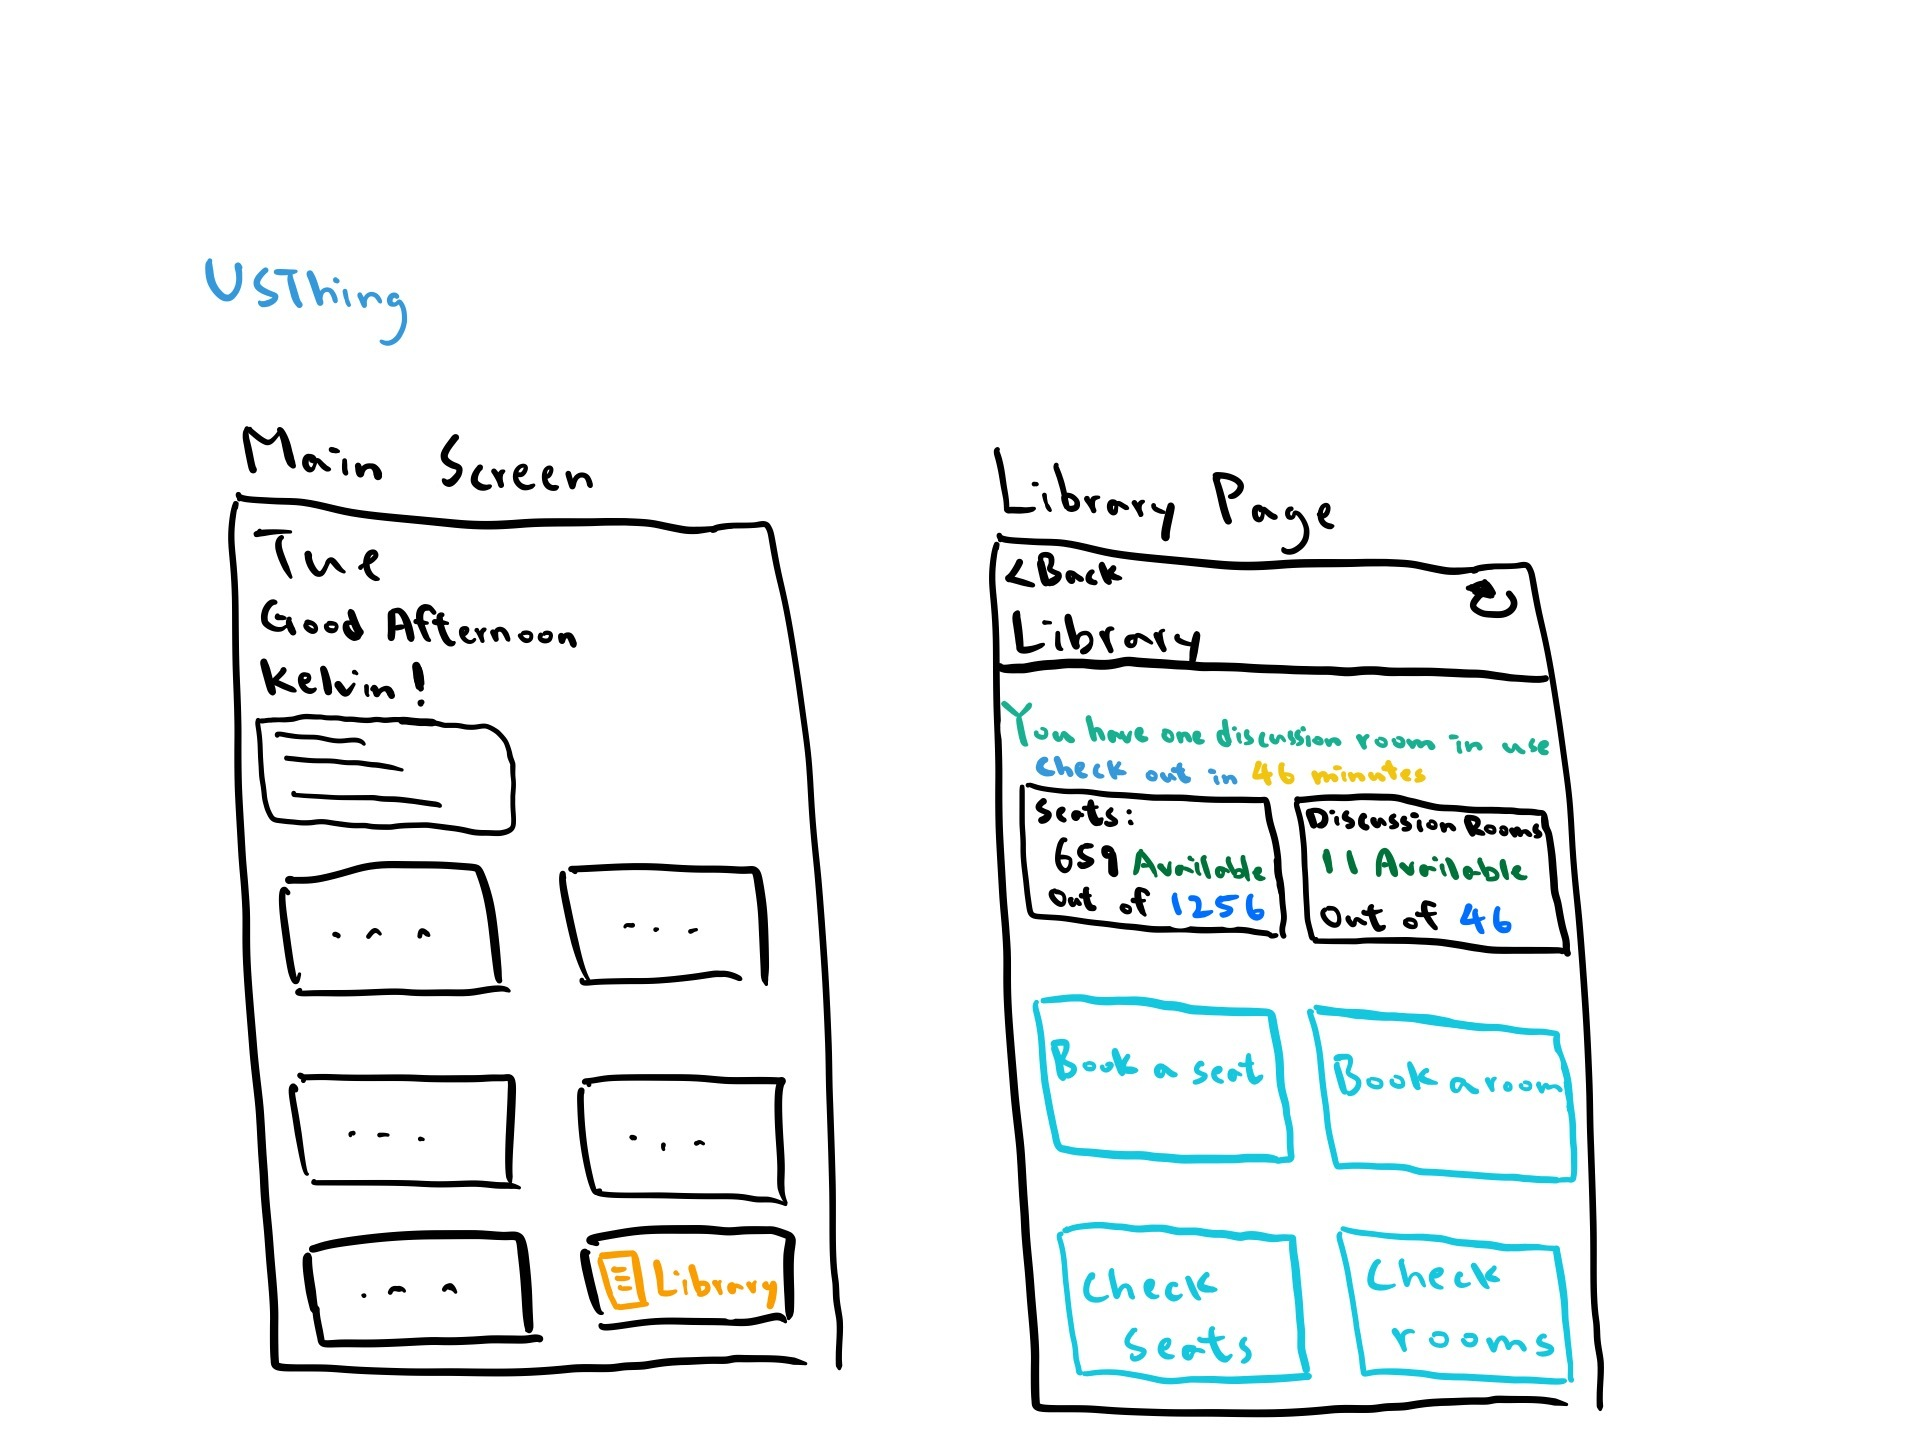 USThing
Main Screen
Tue
Good Afternoon
Kelvin!
...
...
...
...
...
Library
Library Page
<Back
Library
You have one discussion room in use
check out in 46 minutes
Seats:
659 Available
Out of 1256
Discussion Rooms
11 Available
Out of 46
Book a seat
Book a room
Check
Seats
Check
rooms